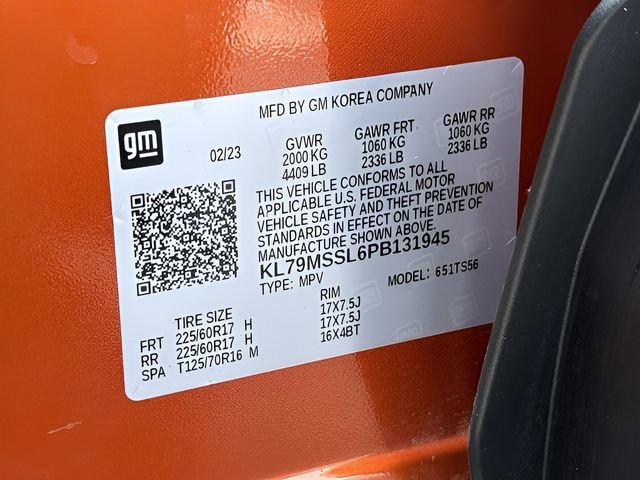 MFD BY GM KOREA COMPANY
gm
02/23
GVWR
2000 KG
4409 LB
GAWR FRT
1060 KG
2336 LB
GAWR RR
1060 KG
2336 LB
THIS VEHICLE CONFORMS TO ALL
APPLICABLE U.S. FEDERAL MOTOR
VEHICLE SAFETY AND THEFT PREVENTION
STANDARDS IN EFFECT ON THE DATE OF
MANUFACTURE SHOWN ABOVE.
KL79MSSL6PB131945
TYPE: MPV MODEL: 651TS56
TIRE SIZE RIM
FRT 225/60R17 H 17X7.5J
RR 225/60R17 H 17X7.5J
SPA T125/70R16 M 16X4BT